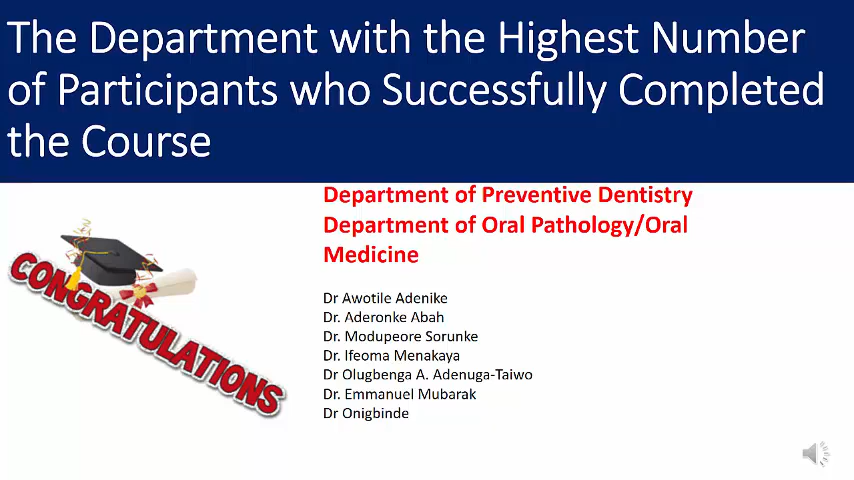 The Department with the Highest Number
of Participants who Successfully Completed
the Course
Department of Preventive Dentistry
Department of Oral Pathology/Oral
Medicine
CONGRATULATIONS
Dr Awotile Adenike
Dr. Aderonke Abah
Dr. Modupeore Sorunke
Dr. Ifeoma Menakaya
Dr Olugbenga A. Adenuga-Taiwo
Dr. Emmanuel Mubarak
Dr Onigbinde